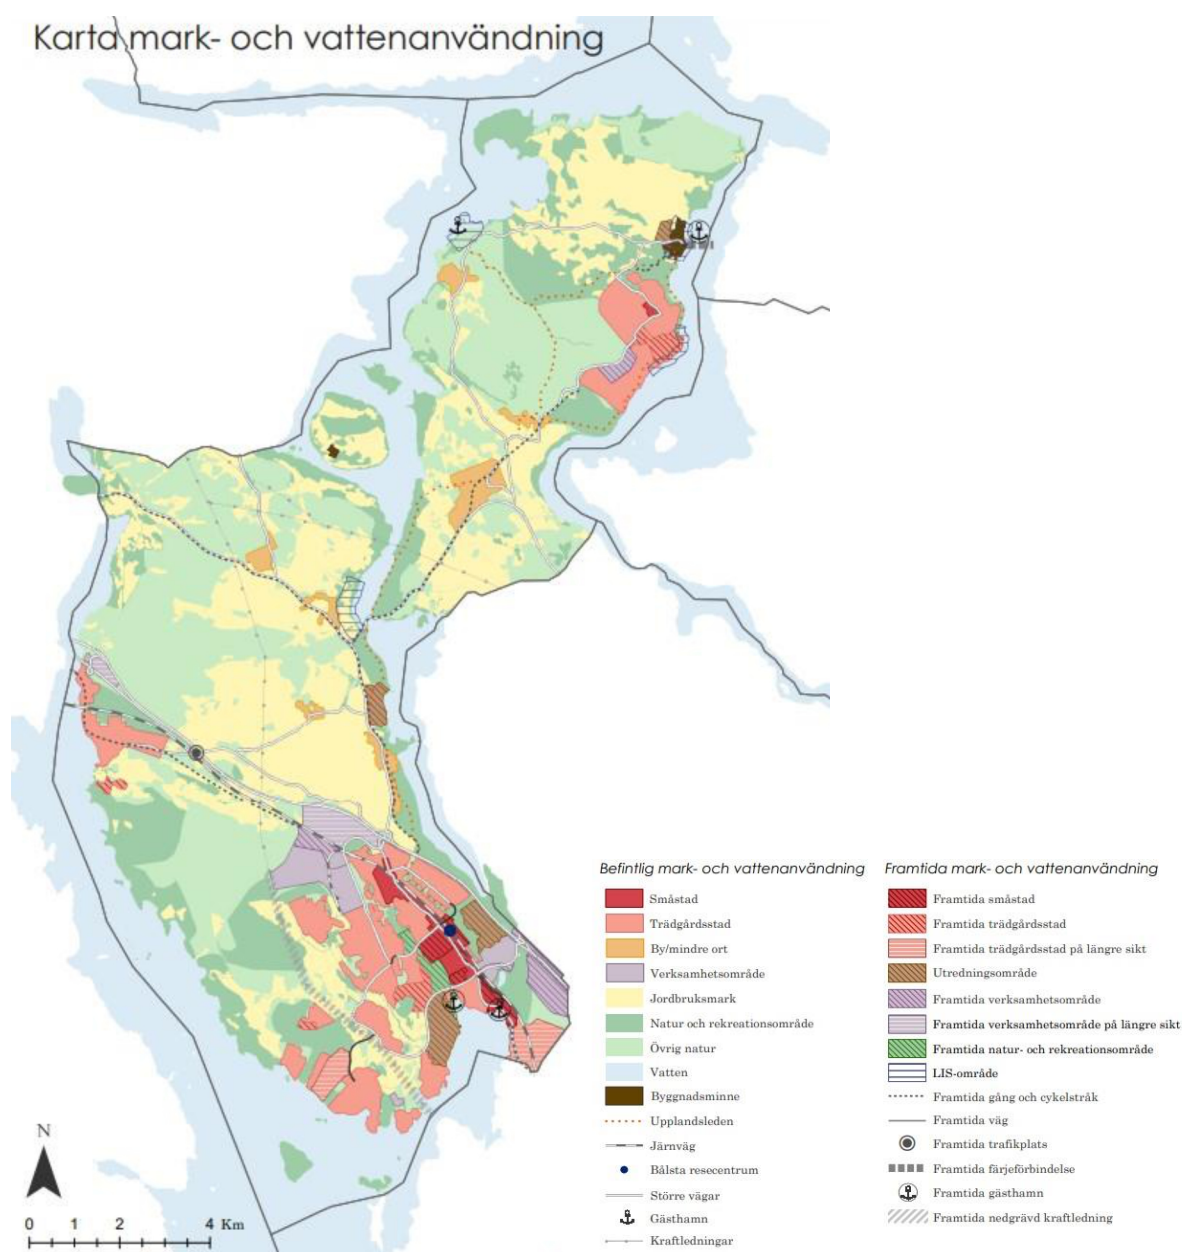 Karta mark- och vattenanvändning
Befintlig mark- och vattenanvändning
Småstad
Trädgårdsstad
By/mindre ort
Verksamhetsområde
Jordbruksmark
Natur och rekreationsområde
Övrig natur
Vatten
Byggnadsminne
Upplandsleden
Järnväg
Bålsta resecentrum
Större vägar
Gästhamn
Kraftledningar
Framtida mark- och vattenanvändning
Framtida småstad
Framtida trädgårdsstad
Framtida trädgårdsstad på längre sikt
Utredningsområde
Framtida verksamhetsområde
Framtida verksamhetsområde på längre sikt
Framtida natur- och rekreationsområde
LIS-område
Framtida gång och cykelstråk
Framtida väg
Framtida trafikplats
Framtida färjeförbindelse
Framtida gästhamn
Framtida nedgrävd kraftledning
N
0 1 2 4 Km